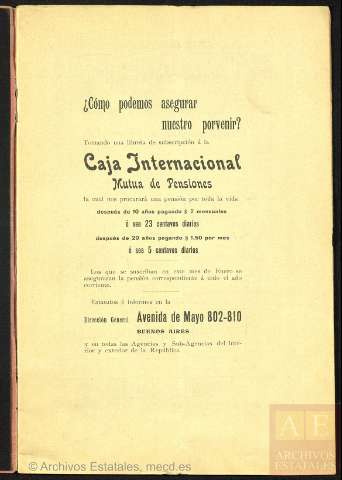 ¿Cómo podemos asegurar
nuestro porvenir?
Tomando una libreta de subscripción á la
Caja Internacional
Mutua de Pensiones
la cual nos procurará una pensión por toda la vida:
después de 10 años pagando $ 7 mensuales
ó sea 23 centavos diarios
después de 20 años pagando $ 1.50 por mes
ó sea 5 centavos diarios
Los que se suscriban en este mes de Enero se
aseguraran la pensión correspondiente á todo el año
corriente.
Estatutos é informes en la
Dirección General, Avenida de Mayo 802-810
BUENOS AIRES
y en todas las Agencias y Sub-Agencias del inte-
rior y exterior de la República.
AE
ARCHIVOS
ESTATALES
© Archivos Estatales, mecd.es